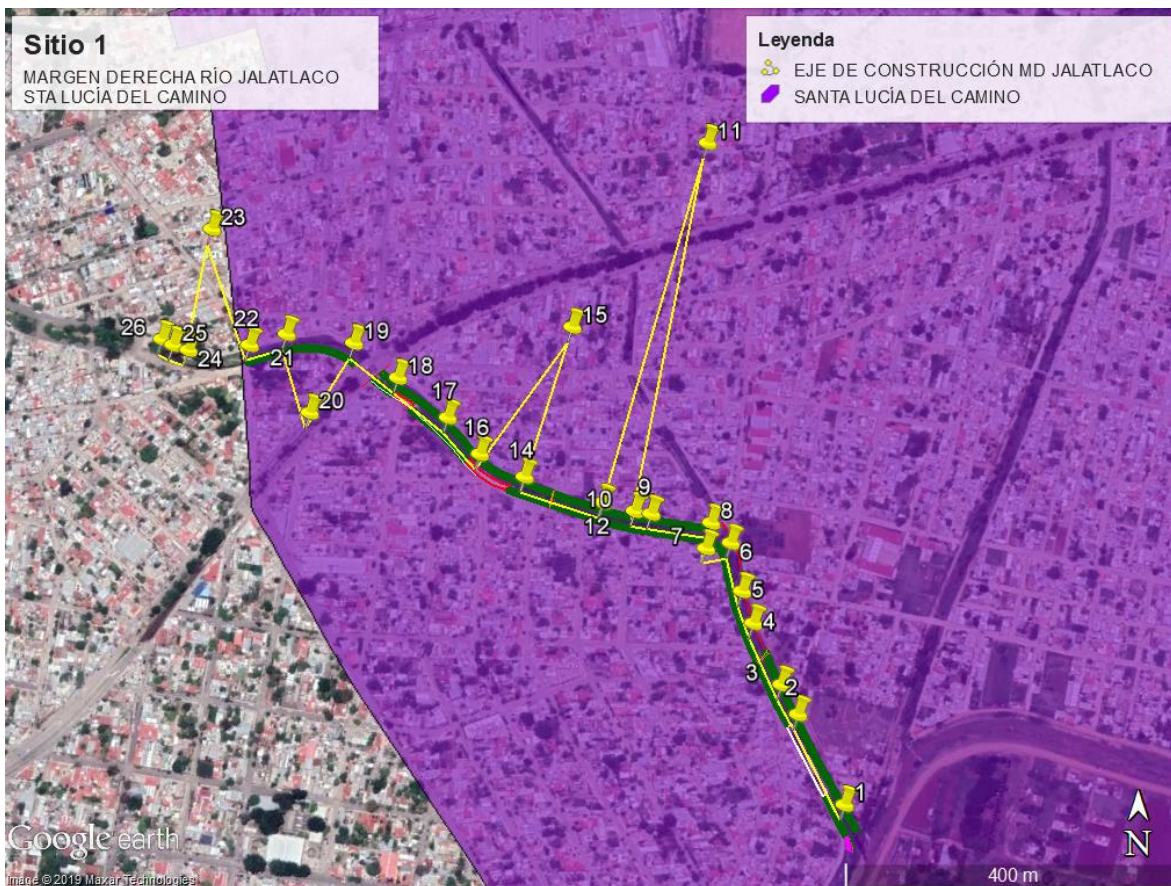 Sitio 1
MARGEN DERECHA RÍO JALATLACO
STA LUCÍA DEL CAMINO
Leyenda
EJE DE CONSTRUCCIÓN MD JALATLACO
SANTA LUCÍA DEL CAMINO
11
23
15
26
25
24
22
21
19
20
18
17
16
14
10
9
12
8
7
6
5
4
3
2
1
N
Google earth
Image © 2019 Maxar Technologies
400 m